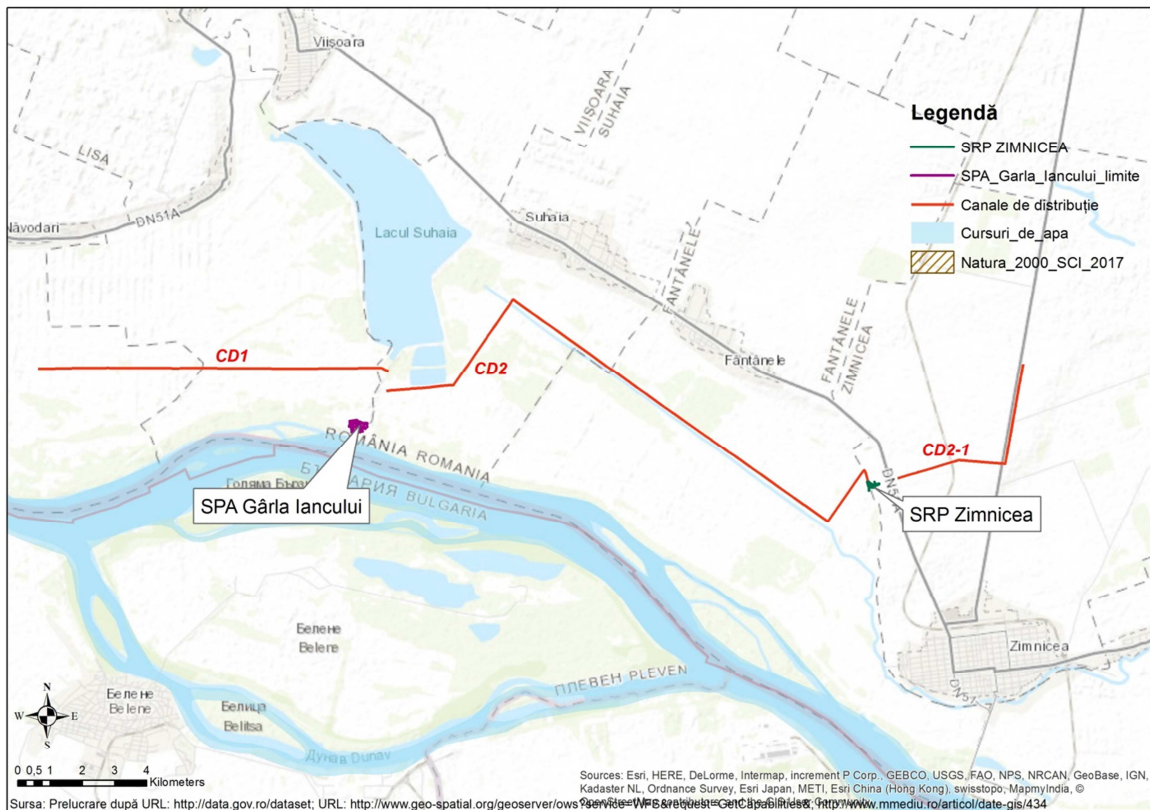 Viişoara
VIIŞOARA
SUHAIA
LISA
DN51A
Năvodari
Suhaia
Lacul Suhaia
FANTÂNELE
FANTÂNELE
ZIMNICEA
Fântânele
Legendă
SRP ZIMNICEA
SPA_Garla_Iancului_limite
Canale de distribuție
Cursuri_de_apa
Natura_2000_SCI_2017
CD1
CD2
CD2-1
ROMÂNIA ROMANIA
БЪЛГАРИЯ BULGARIA
SPA Gârla Iancului
SRP Zimnicea
Zimnicea
Белене
Belene
Белене
Belene
Белица
Belitsa
ПЛЕВЕН PLEVEN
Дунав Dunav
N
W E
S
0 0,5 1 2 3 4
Kilometers
Sources: Esri, HERE, DeLorme, Intermap, increment P Corp., GEBCO, USGS, FAO, NPS, NRCAN, GeoBase, IGN,
Kadaster NL, Ordnance Survey, Esri Japan, METI, Esri China (Hong Kong), swisstopo, MapmyIndia, ©
Sursa: Prelucrare după URL: http://data.gov.ro/dataset; URL: http://www.geo-spatial.org/geoserver/ows?service=WFS&request=GetCapabilities&, http://www.mmediu.ro/articol/date-gis/434